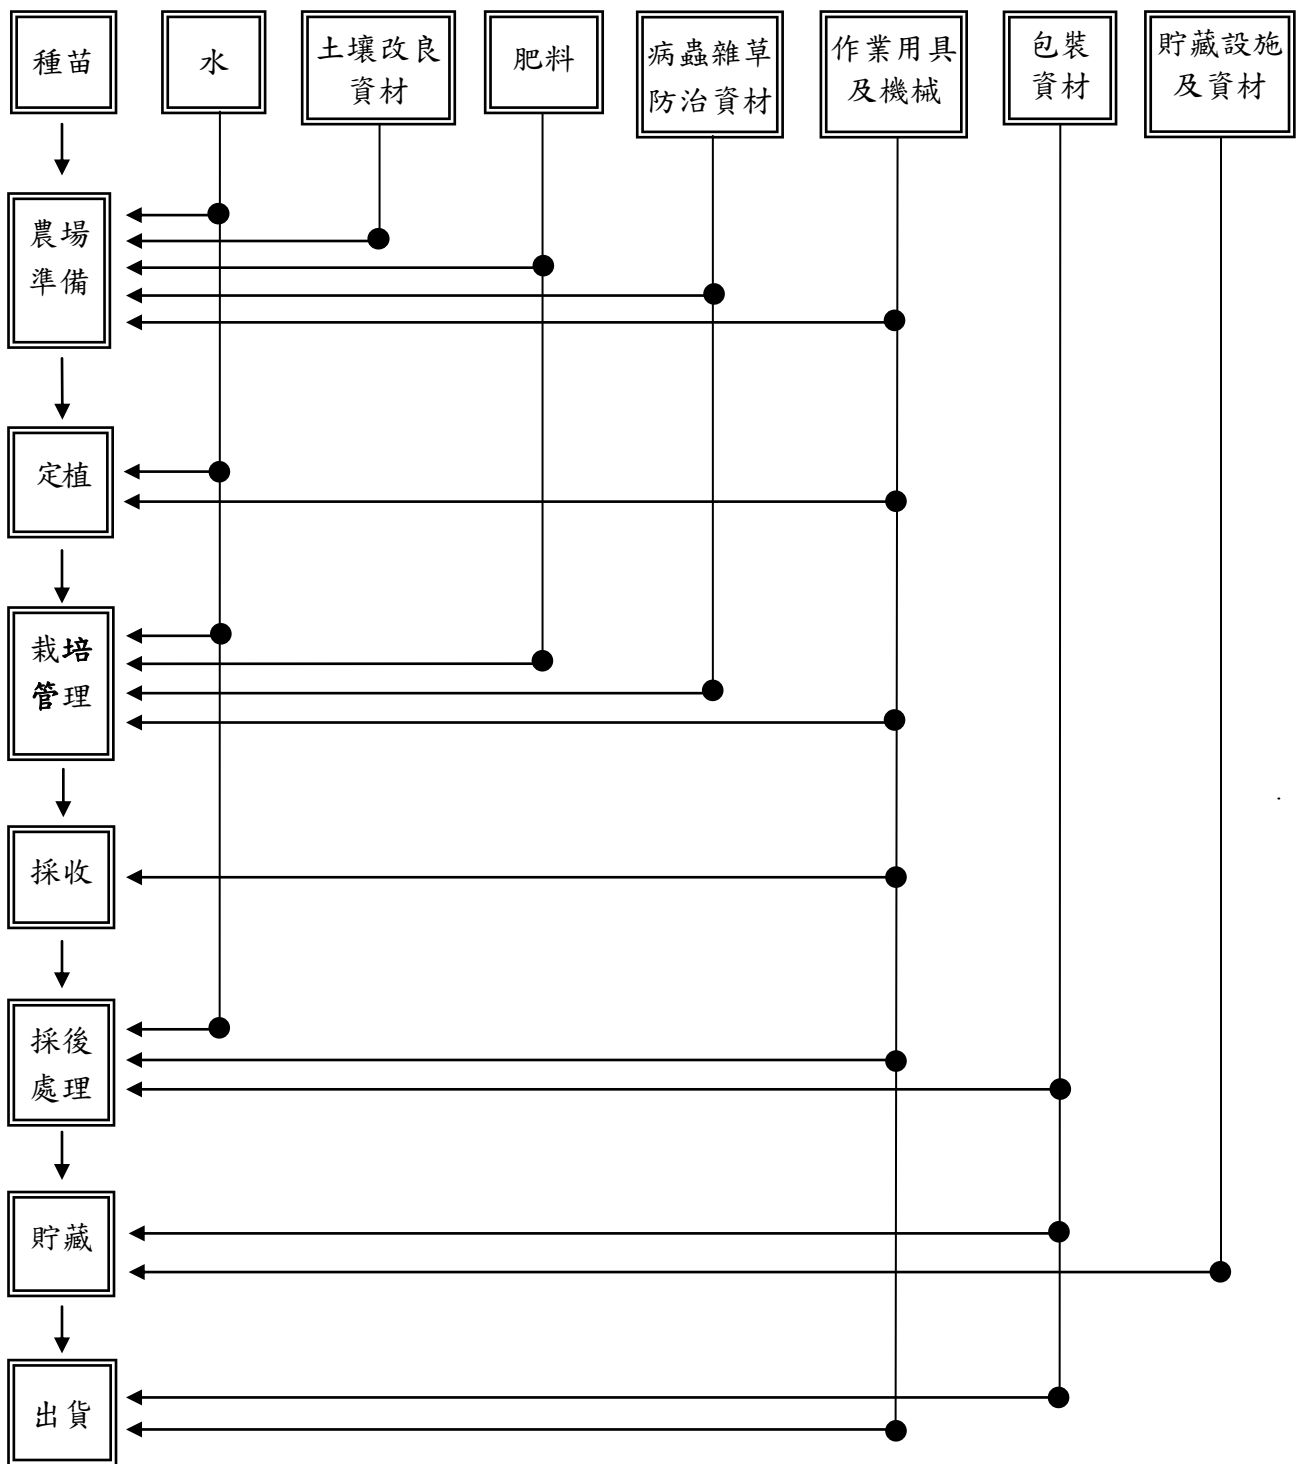 種苗
水
土壤改良
資材
肥料
病蟲雜草
防治資材
作業用具
及機械
包裝
資材
貯藏設施
及資材
農場
準備
定植
栽培
管理
採收
採後
處理
貯藏
出貨